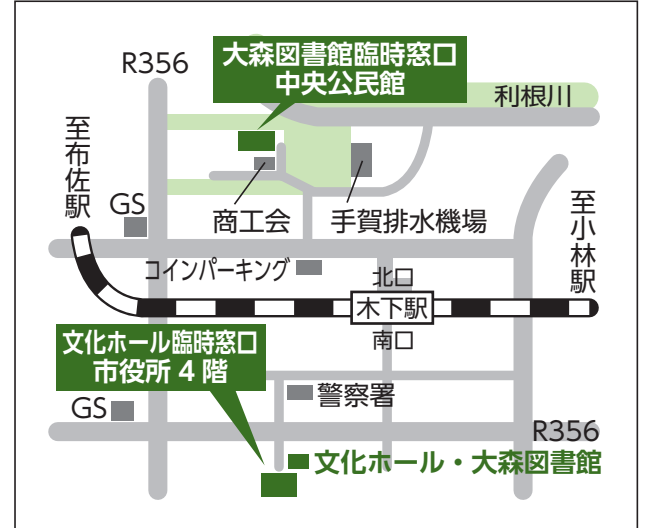 R356
大森図書館臨時窓口
中央公民館
利根川
至布佐駅
GS
商工会
手賀排水機場
至小林駅
コインパーキング
北口
木下駅
南口
文化ホール臨時窓口
市役所 4 階
警察署
GS
R356
文化ホール・大森図書館